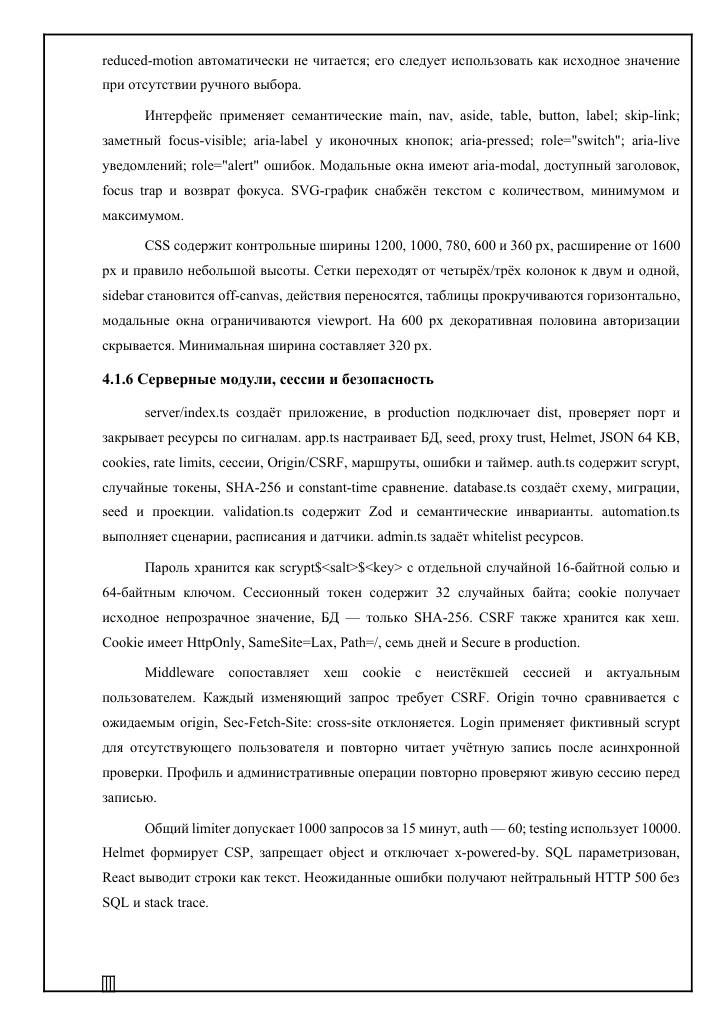 reduced-motion автоматически не читается; его следует использовать как исходное значение
при отсутствии ручного выбора.
Интерфейс применяет семантические main, nav, aside, table, button, label; skip-link;
заметный focus-visible; aria-label у иконочных кнопок; aria-pressed; role="switch"; aria-live
уведомлений; role="alert" ошибок. Модальные окна имеют aria-modal, доступный заголовок,
focus trap и возврат фокуса. SVG-график снабжён текстом с количеством, минимумом и
максимумом.
CSS содержит контрольные ширины 1200, 1000, 780, 600 и 360 px, расширение от 1600
px и правило небольшой высоты. Сетки переходят от четырёх/трёх колонок к двум и одной,
sidebar становится off-canvas, действия переносятся, таблицы прокручиваются горизонтально,
модальные окна ограничиваются viewport. На 600 px декоративная половина авторизации
скрывается. Минимальная ширина составляет 320 px.
4.1.6 Серверные модули, сессии и безопасность
server/index.ts создаёт приложение, в production подключает dist, проверяет порт и
закрывает ресурсы по сигналам. app.ts настраивает БД, seed, proxy trust, Helmet, JSON 64 KB,
cookies, rate limits, сессии, Origin/CSRF, маршруты, ошибки и таймер. auth.ts содержит scrypt,
случайные токены, SHA-256 и constant-time сравнение. database.ts создаёт схему, миграции,
seed и проекции. validation.ts содержит Zod и семантические инварианты. automation.ts
выполняет сценарии, расписания и датчики. admin.ts задаёт whitelist ресурсов.
Пароль хранится как scrypt$<salt>$<key> с отдельной случайной 16-байтной солью и
64-байтным ключом. Сессионный токен содержит 32 случайных байта; cookie получает
исходное непрозрачное значение, БД — только SHA-256. CSRF также хранится как хеш.
Cookie имеет HttpOnly, SameSite=Lax, Path=/, семь дней и Secure в production.
Middleware сопоставляет хеш cookie с неистёкшей сессией и актуальным
пользователем. Каждый изменяющий запрос требует CSRF. Origin точно сравнивается с
ожидаемым origin, Sec-Fetch-Site: cross-site отклоняется. Login применяет фиктивный scrypt
для отсутствующего пользователя и повторно читает учётную запись после асинхронной
проверки. Профиль и административные операции повторно проверяют живую сессию перед
записью.
Общий limiter допускает 1000 запросов за 15 минут, auth — 60; testing использует 10000.
Helmet формирует CSP, запрещает object и отключает x-powered-by. SQL параметризован,
React выводит строки как текст. Неожиданные ошибки получают нейтральный HTTP 500 без
SQL и stack trace.